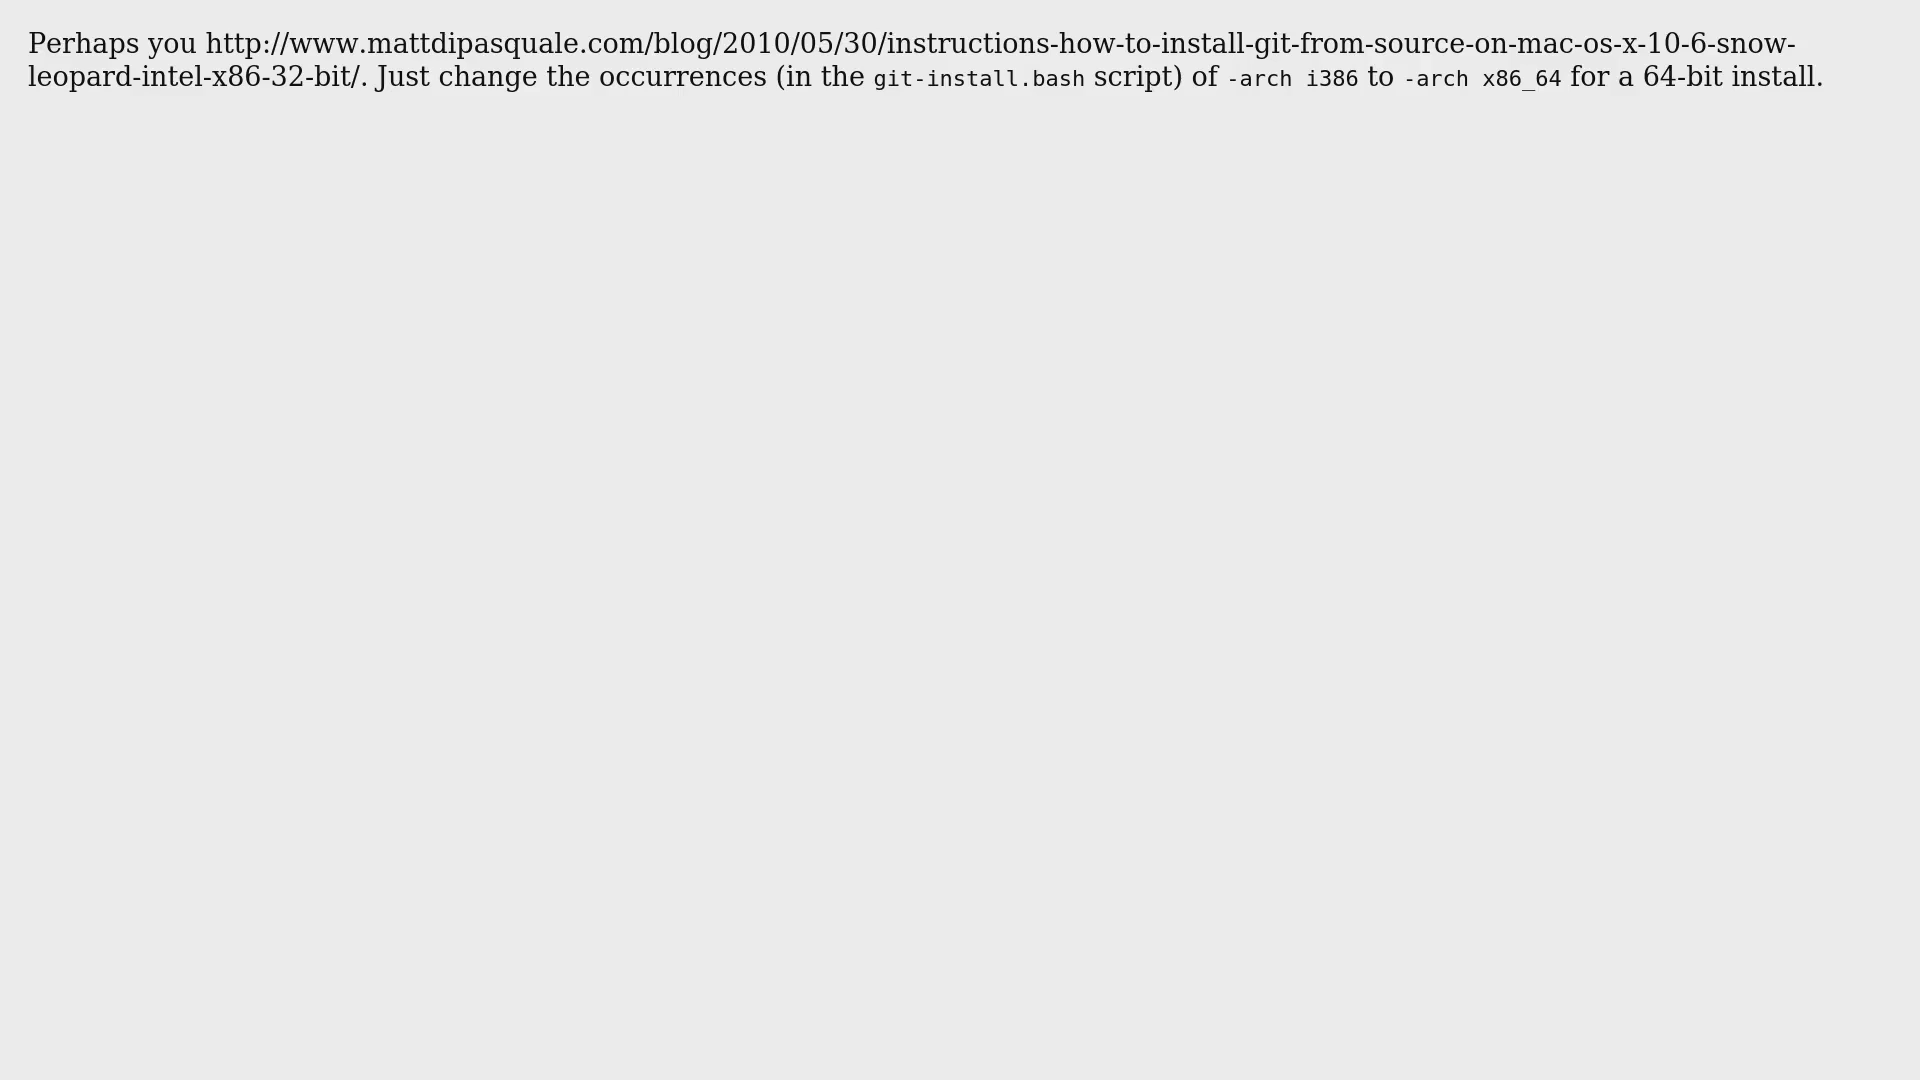 Perhaps you http://www.mattdipasquale.com/blog/2010/05/30/instructions-how-to-install-git-from-source-on-mac-os-x-10-6-snow-
leopard-intel-x86-32-bit/. Just change the occurrences (in the git-install.bash script) of -arch i386 to -arch x86_64 for a 64-bit install.